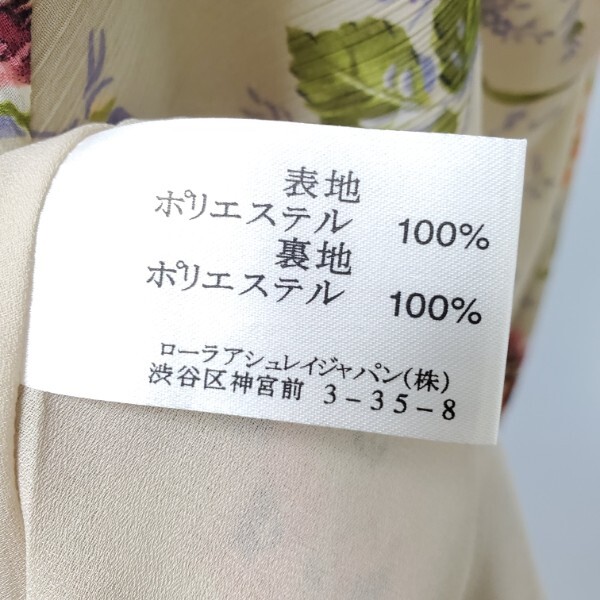 表地
ポリエステル 100%
裏地
ポリエステル 100%
ローラアシュレイジャパン(株)
渋谷区神宮前 3-35-8